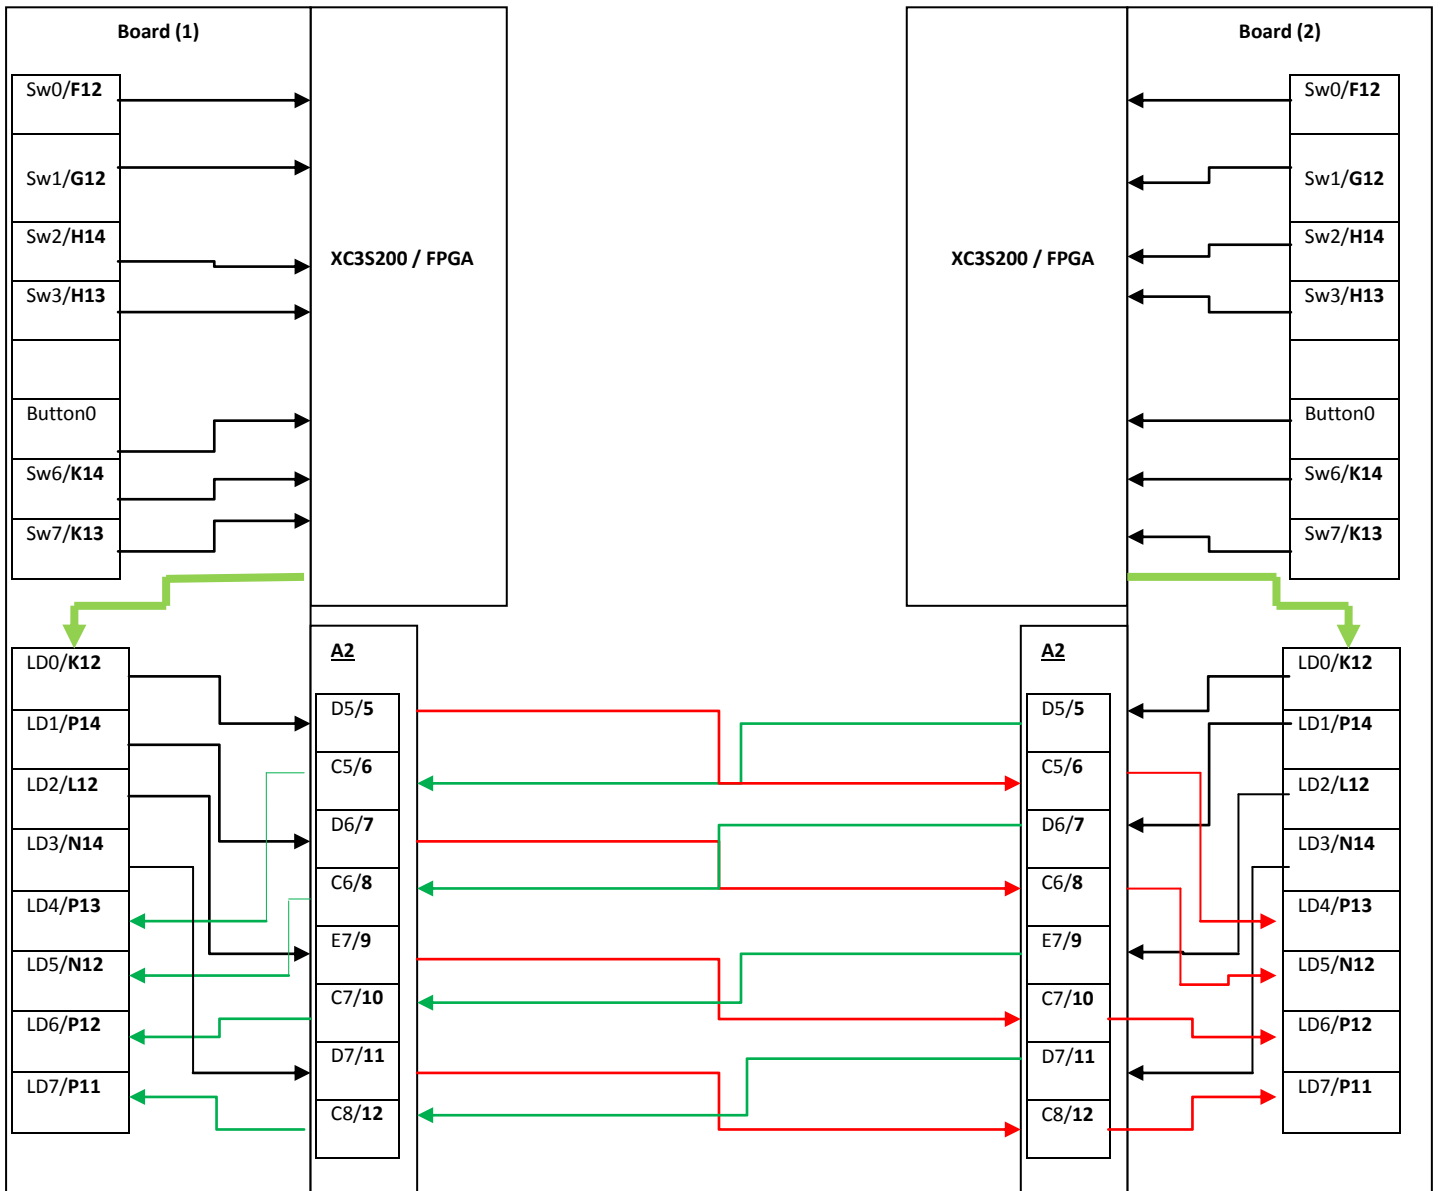 Board (1)
Board (2)
Sw0/F12
Sw1/G12
Sw2/H14
Sw3/H13
Button0
Sw6/K14
Sw7/K13
XC3S200 / FPGA
XC3S200 / FPGA
Sw0/F12
Sw1/G12
Sw2/H14
Sw3/H13
Button0
Sw6/K14
Sw7/K13
LD0/K12
LD1/P14
LD2/L12
LD3/N14
LD4/P13
LD5/N12
LD6/P12
LD7/P11
A2
D5/5
C5/6
D6/7
C6/8
E7/9
C7/10
D7/11
C8/12
A2
D5/5
C5/6
D6/7
C6/8
E7/9
C7/10
D7/11
C8/12
LD0/K12
LD1/P14
LD2/L12
LD3/N14
LD4/P13
LD5/N12
LD6/P12
LD7/P11